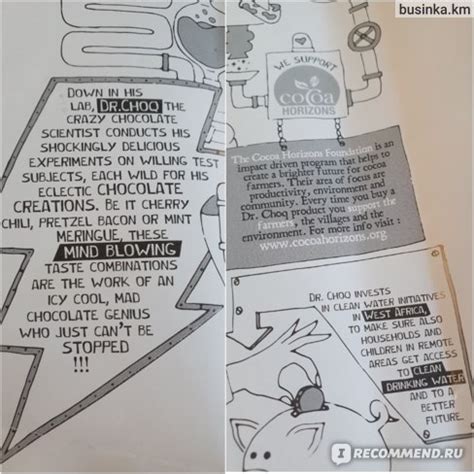 businka.km
DOWN IN HIS
LAB, DR.CHOQ THE
CRAZY CHOCOLATE
SCIENTIST CONDUCTS HIS
SHOCKINGLY DELICIOUS
EXPERIMENTS ON WILLING TEST
SUBJECTS, EACH WILD FOR HIS
ECLECTIC CHOCOLATE
CREATIONS. BE IT CHERRY
CHILI, PRETZEL BACON OR MINT
MERINGUE, THESE
MIND BLOWING
TASTE COMBINATIONS
ARE THE WORK OF AN
ICY COOL, MAD
CHOCOLATE GENIUS
WHO JUST CAN'T BE
STOPPED
!!!
WE SUPPORT
cocoa
HORIZONS
The Cocoa Horizons Foundation is an
impact driven program that helps to
create a brighter future for cocoa
farmers. Their area of focus are
productivity, environment and
community. Every time you buy a
Dr. Choq product you support the
farmers, the villages and the
environment. For more info visit :
www.cocoahorizons.org
DR. CHOQ INVESTS
IN CLEAN WATER INITIATIVES
IN WEST AFRICA,
TO MAKE SURE ALSO
HOUSEHOLDS AND
CHILDREN IN REMOTE
AREAS GET ACCESS
TO CLEAN
DRINKING WATER
AND TO A
BETTER
FUTURE.
I RECOMMEND.RU